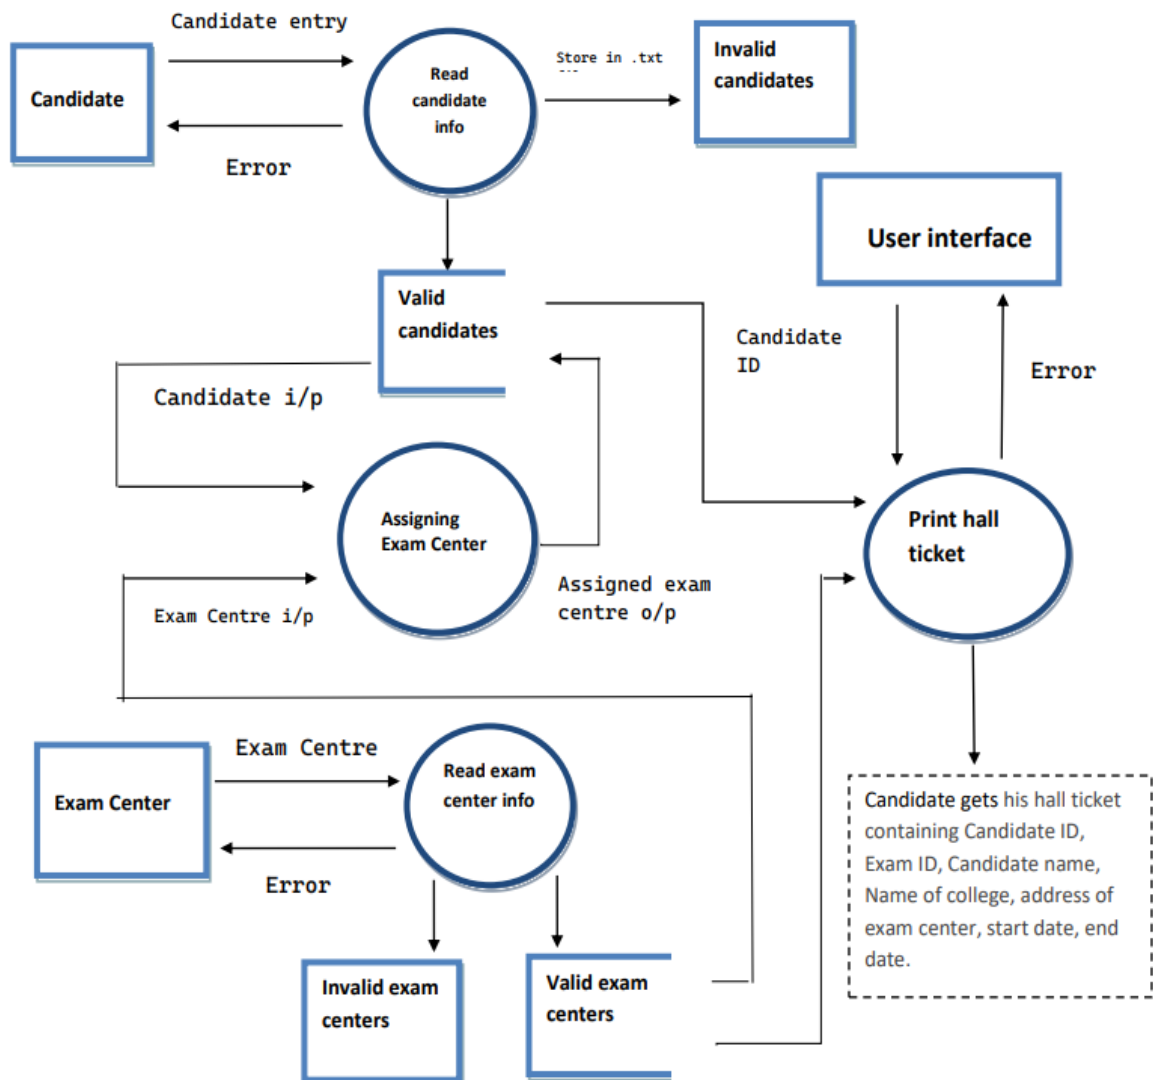 Candidate entry
Candidate
Read
candidate
info
Error
Store in .txt
Invalid
candidates
User interface
Valid
candidates
Candidate
ID
Error
Candidate i/p
Assigning
Exam Center
Print hall
ticket
Exam Centre i/p
Assigned exam
centre o/p
Exam Centre
Exam Center
Read exam
center info
Error
Candidate gets his hall ticket
containing Candidate ID,
Exam ID, Candidate name,
Name of college, address of
exam center, start date, end
date.
Invalid exam
centers
Valid exam
centers